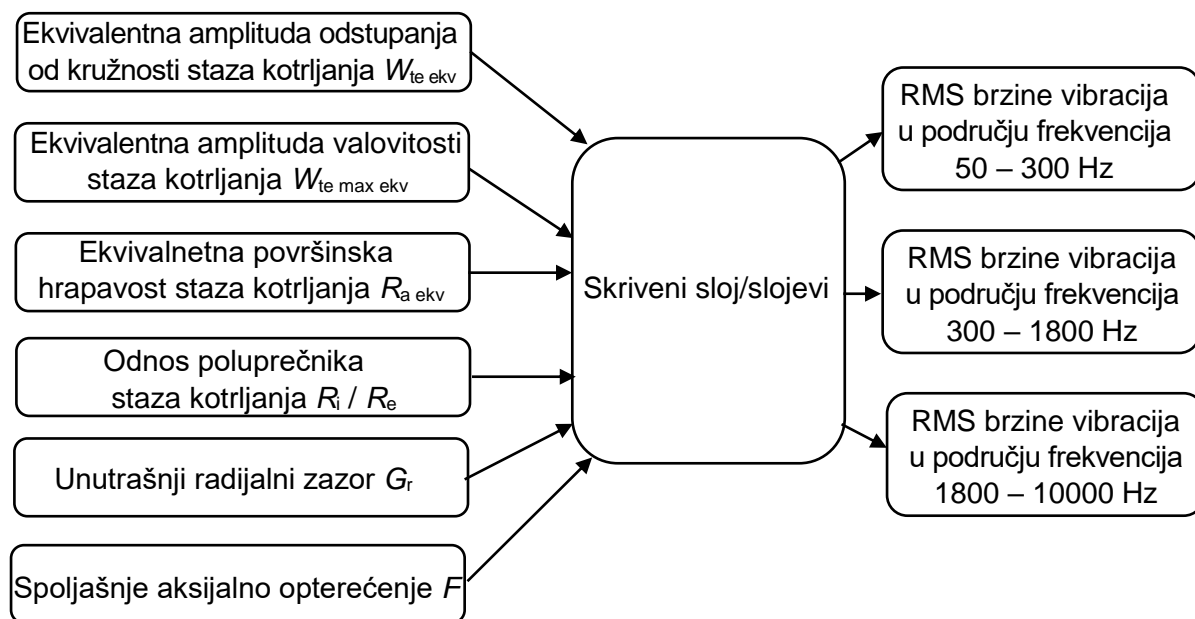 Ekvivalentna amplituda odstupanja
od kružnosti staza kotrljanja Wte ekv
Ekvivalentna amplituda valovitosti
staza kotrljanja Wte max ekv
Ekvivalnetna površinska
hrapavost staza kotrljanja Ra ekv
Odnos poluprečnika
staza kotrljanja Ri / Re
Unutrašnji radijalni zazor Gr
Spoljašnje aksijalno opterećenje F
Skriveni sloj/slojevi
RMS brzine vibracija
u području frekvencija
50 – 300 Hz
RMS brzine vibracija
u području frekvencija
300 – 1800 Hz
RMS brzine vibracija
u području frekvencija
1800 – 10000 Hz